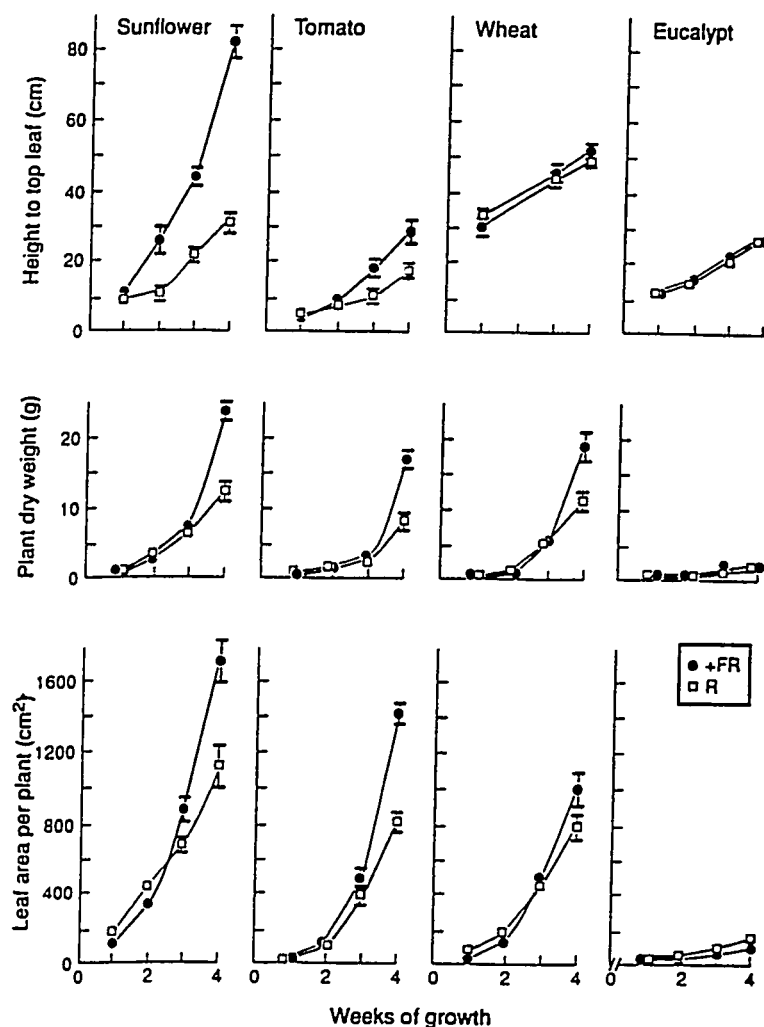 Sunflower Tomato Wheat Eucalypt
Height to top leaf (cm)
80
60
40
20
0
Plant dry weight (g)
20
10
0
Leaf area per plant (cm²)
1600
1200
800
400
0
+FR
R
0 2 4 0 2 4 0 2 4 0 2 4
Weeks of growth